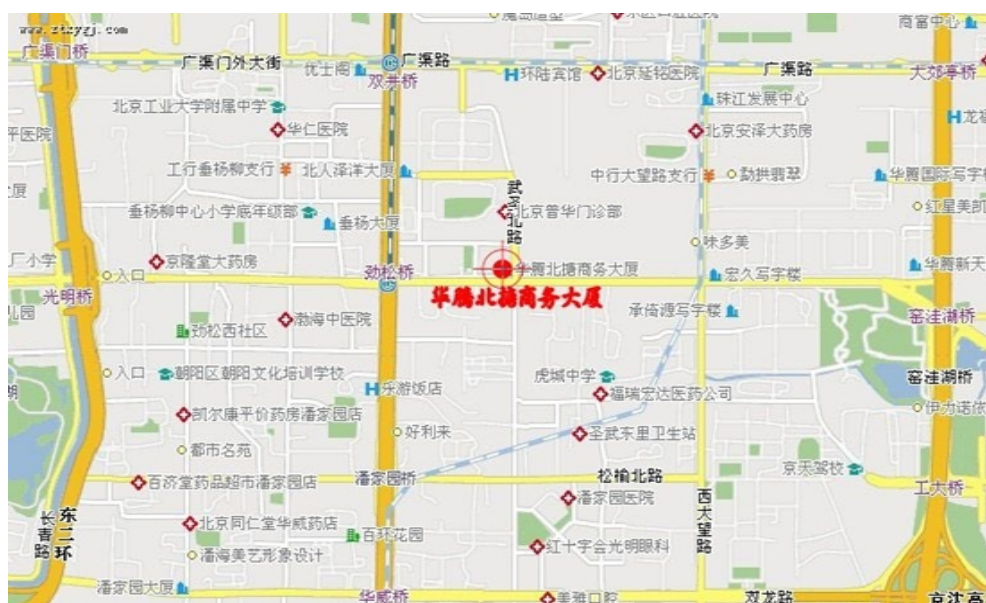 www.ztzygj.com
商富中心
广渠门桥
广渠门外大街
优士阁
双井桥
广渠路
环陆宾馆
北京延铭医院
广渠路
大郊亭桥
北京工业大学附属中学
珠江发展中心
平医院
华仁医院
北京安泽大药房
工行垂杨柳支行
北人泽洋大厦
中行大望路支行
勐拱翡翠
华腾国际写字楼
武圣北路
垂杨柳中心小学底年级部
垂杨大厦
北京普华门诊部
红星美凯
味多美
厂小学
京隆堂大药房
入口
劲松桥
华腾北搪商务大厦
宏久写字楼
华腾新天
光明桥
华腾北搪商务大厦
劲松西社区
渤海中医院
承倚源写字楼
窑洼湖桥
入口
朝阳区朝阳文化培训学校
虎城中学
窑洼湖桥
乐游饭店
福瑞宏达医药公司
凯尔康平价药房潘家园店
伊力诺依
都市名苑
好利来
圣武东里卫生站
百济堂药品超市潘家园店
潘家园桥
松榆北路
京天驾校
工大桥
潘家园医院
西大望路
长青路
东二环
北京同仁堂华威药店
百环花园
潘海美艺形象设计
红十字会光明眼科
潘家园大厦
华威桥
美雅口腔
双龙路
京沈高